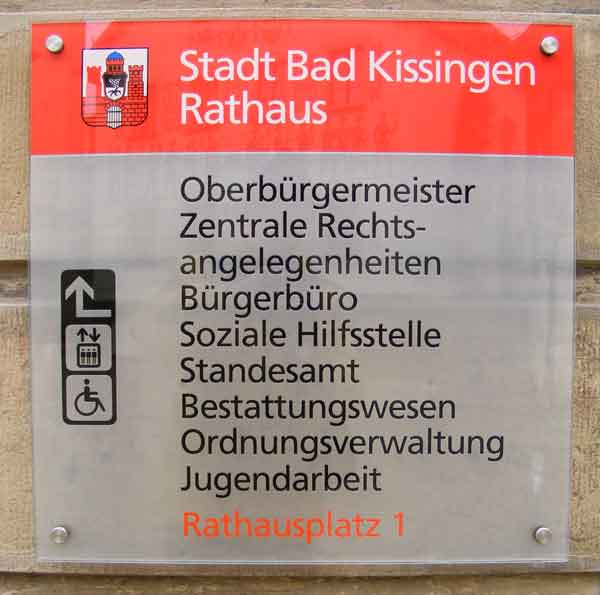 Stadt Bad Kissingen
Rathaus
Oberbürgermeister
Zentrale Rechts-
angelegenheiten
Bürgerbüro
Soziale Hilfsstelle
Standesamt
Bestattungswesen
Ordnungsverwaltung
Jugendarbeit
Rathausplatz 1